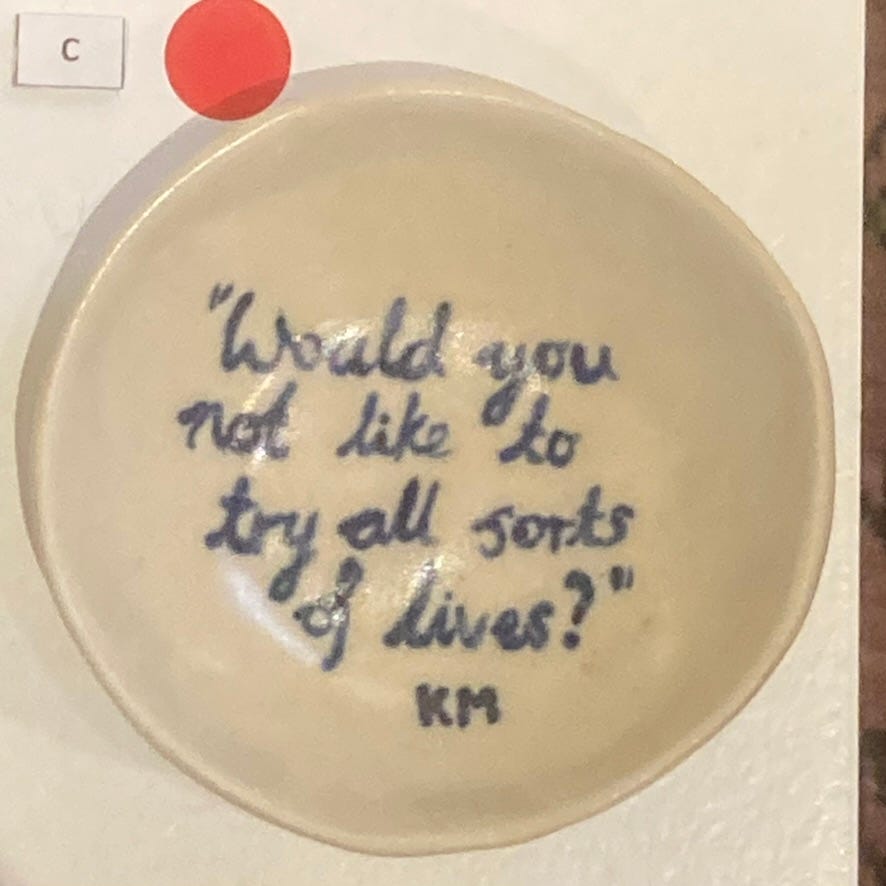 C
"Would you
not like to
try all sorts
of lives?"
KM